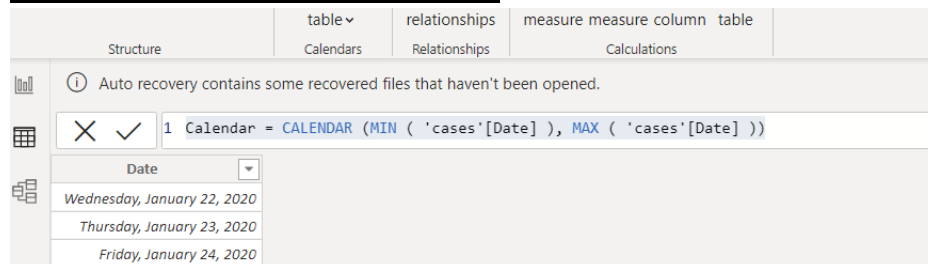 table relationships measure measure column table
Structure Calendars Relationships Calculations
Auto recovery contains some recovered files that haven't been opened.
1 Calendar = CALENDAR (MIN ( 'cases'[Date] ), MAX ( 'cases'[Date] ))
Date
Wednesday, January 22, 2020
Thursday, January 23, 2020
Friday, January 24, 2020